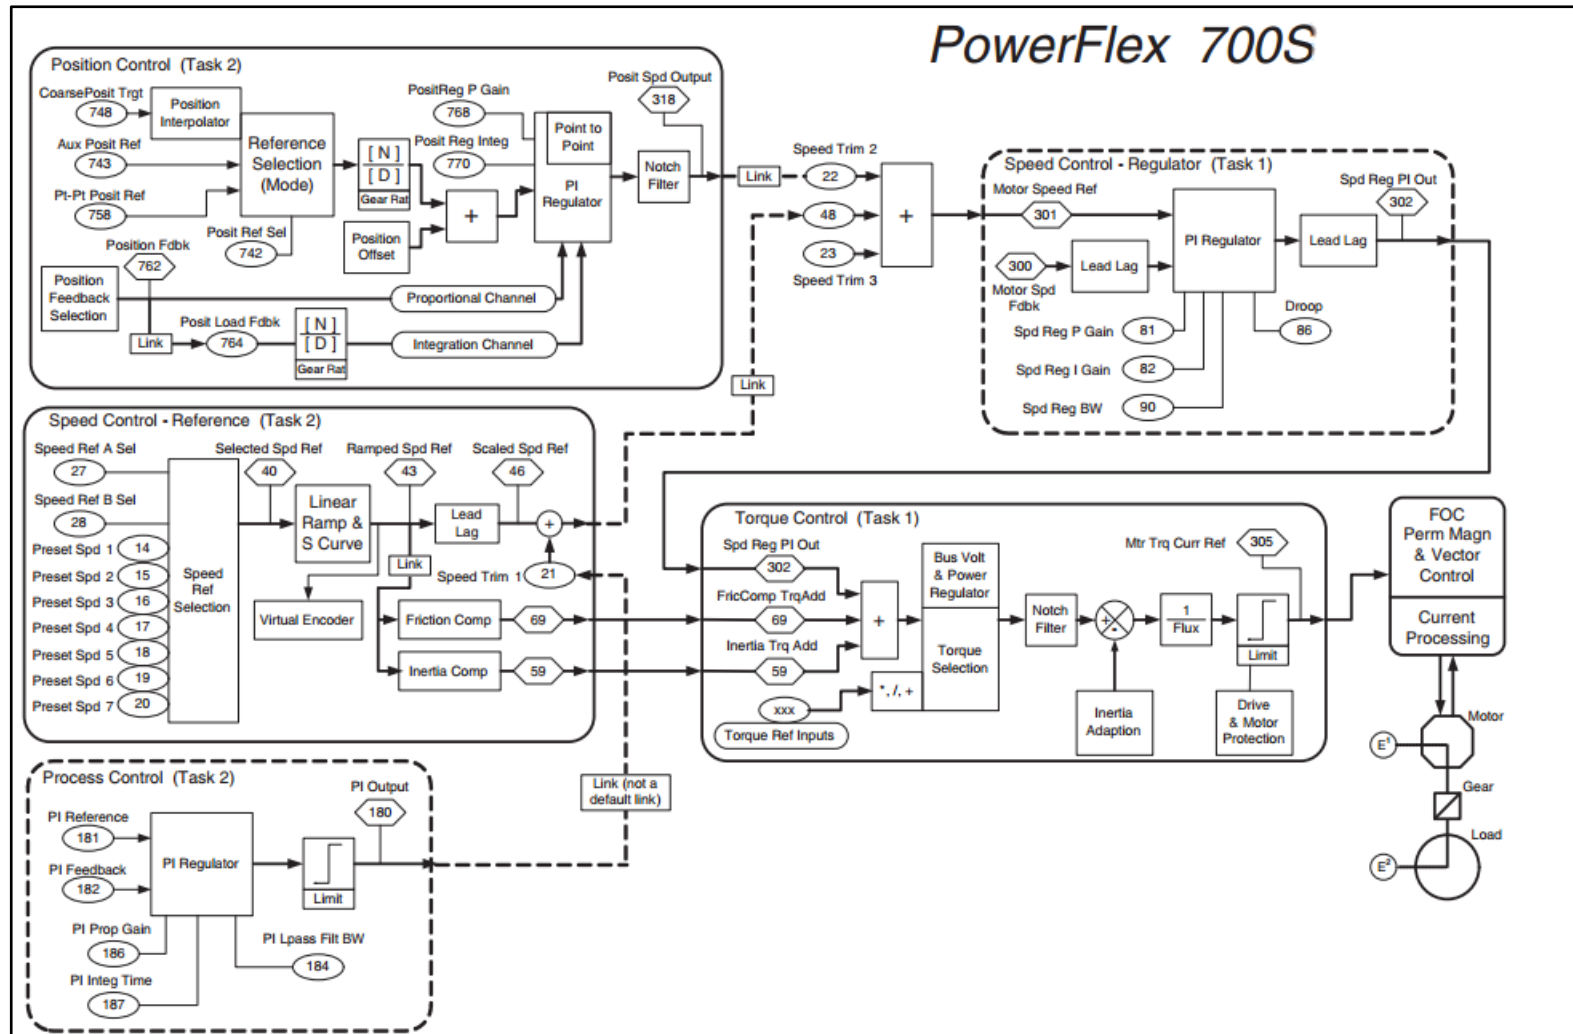 PowerFlex 700S
Position Control (Task 2)
CoarsePosit Trgt
748
Position
Interpolator
Aux Posit Ref
743
Reference
Selection
(Mode)
Pt-Pt Posit Ref
758
Posit Ref Sel
742
[ N ]
[ D ]
Gear Rat
+
Position
Offset
PositReg P Gain
768
Posit Reg Integ
770
Point to
Point
PI
Regulator
Notch
Filter
Posit Spd Output
318
Position Fdbk
762
Position
Feedback
Selection
Proportional Channel
Link
Posit Load Fdbk
764
[ N ]
[ D ]
Gear Rat
Integration Channel
Link
Speed Trim 2
22
48
23
Speed Trim 3
+
Link
Speed Control - Regulator (Task 1)
Motor Speed Ref
301
300
Motor Spd
Fdbk
Lead Lag
PI Regulator
Lead Lag
Spd Reg PI Out
302
Spd Reg P Gain
81
Spd Reg I Gain
82
Spd Reg BW
90
Droop
86
Speed Control - Reference (Task 2)
Speed Ref A Sel
27
Speed Ref B Sel
28
Preset Spd 1
14
Preset Spd 2
15
Preset Spd 3
16
Preset Spd 4
17
Preset Spd 5
18
Preset Spd 6
19
Preset Spd 7
20
Speed
Ref
Selection
Selected Spd Ref
40
Linear
Ramp &
S Curve
Ramped Spd Ref
43
Lead
Lag
Scaled Spd Ref
46
+
Link
Speed Trim 1
21
Virtual Encoder
Friction Comp
69
Inertia Comp
59
Torque Control (Task 1)
Spd Reg PI Out
302
FricComp TrqAdd
69
Inertia Trq Add
59
xxx
Torque Ref Inputs
+
*, /, +
Bus Volt
& Power
Regulator
Torque
Selection
Notch
Filter
+
-
Inertia
Adaption
1
Flux
Limit
Mtr Trq Curr Ref
305
Drive
& Motor
Protection
FOC
Perm Magn
& Vector
Control
Current
Processing
Motor
E1
Gear
Load
E2
Process Control (Task 2)
PI Reference
181
PI Feedback
182
PI Prop Gain
186
PI Integ Time
187
PI Regulator
PI Lpass Filt BW
184
Limit
PI Output
180
Link (not a
default link)